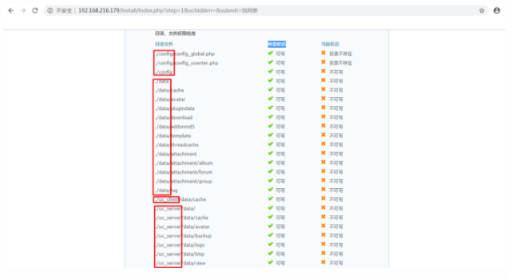 不安全 | 192.168.216.179/install/index.php?step=1&uchidden=&submit=我同意
目录、文件权限检查
目录文件 所需状态 当前状态
./config/config_global.php 可写 目录不存在
./config/config_ucenter.php 可写 目录不存在
./config 可写 不可写
./data 可写 不可写
./data/cache 可写 不可写
./data/avatar 可写 不可写
./data/plugindata 可写 不可写
./data/download 可写 不可写
./data/addonmd5 可写 不可写
./data/template 可写 不可写
./data/threadcache 可写 不可写
./data/attachment 可写 不可写
./data/attachment/album 可写 不可写
./data/attachment/forum 可写 不可写
./data/attachment/group 可写 不可写
./data/log 可写 不可写
./uc_client/data/cache 可写 不可写
./uc_server/data/ 可写 不可写
./uc_server/data/cache 可写 不可写
./uc_server/data/avatar 可写 不可写
./uc_server/data/backup 可写 不可写
./uc_server/data/logs 可写 不可写
./uc_server/data/tmp 可写 不可写
./uc_server/data/view 可写 不可写